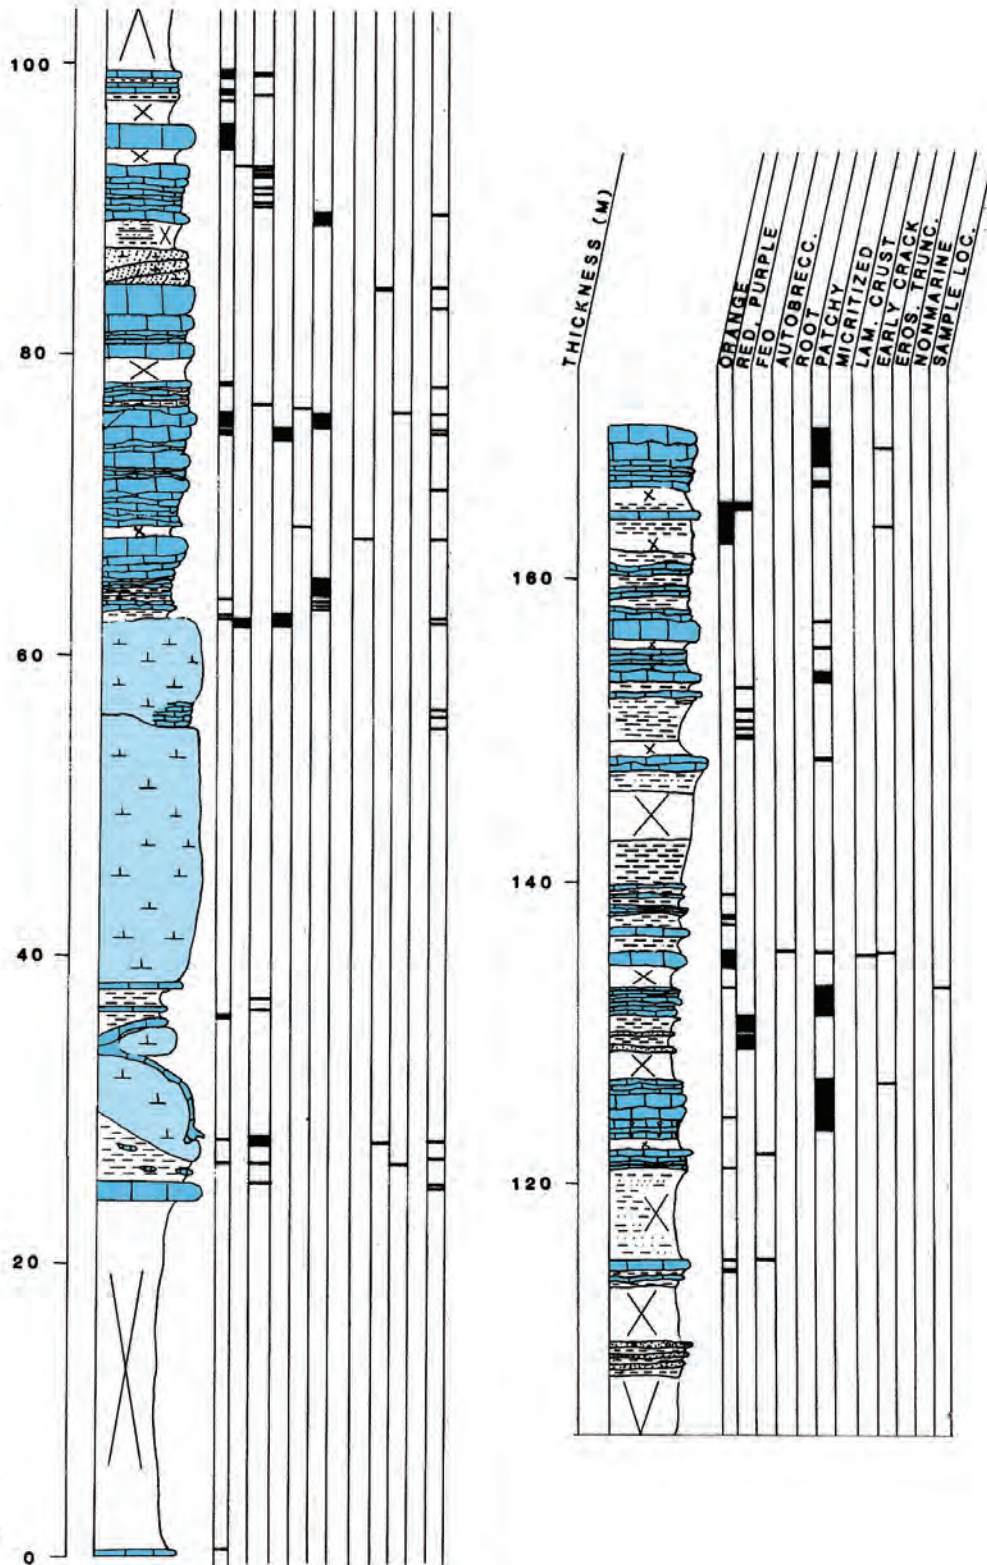 100
80
60
40
20
0
THICKNESS (M)
ORANGE
RED, PURPLE
FEO
AUTOBRECC.
ROOT
PATCHY
MICRITIZED
LAM. CRUST
EARLY CRACK
EROS. TRUNC.
NONMARINE
SAMPLE LOC.
160
140
120